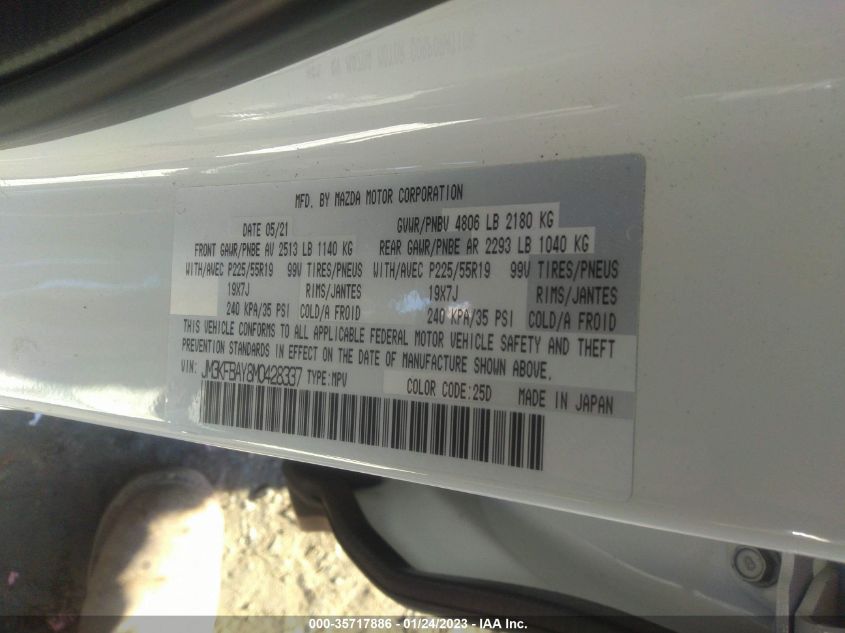 MFD. BY MAZDA MOTOR CORPORATION
DATE 05/21 GVWR/PNBV 4806 LB 2180 KG
FRONT GAWR/PNBE AV 2513 LB 1140 KG REAR GAWR/PNBE AR 2293 LB 1040 KG
WITH/AVEC P225/55R19 99V TIRES/PNEUS WITH/AVEC P225/55R19 99V TIRES/PNEUS
19X7J RIMS/JANTES 19X7J RIMS/JANTES
240 KPA/35 PSI COLD/A FROID 240 KPA/35 PSI COLD/A FROID
THIS VEHICLE CONFORMS TO ALL APPLICABLE FEDERAL MOTOR VEHICLE SAFETY AND THEFT
PREVENTION STANDARDS IN EFFECT ON THE DATE OF MANUFACTURE SHOWN ABOVE.
VIN: JM3KFBAY8M0428337 TYPE:MPV COLOR CODE:25D MADE IN JAPAN
000-35717886 - 01/24/2023 - IAA Inc.